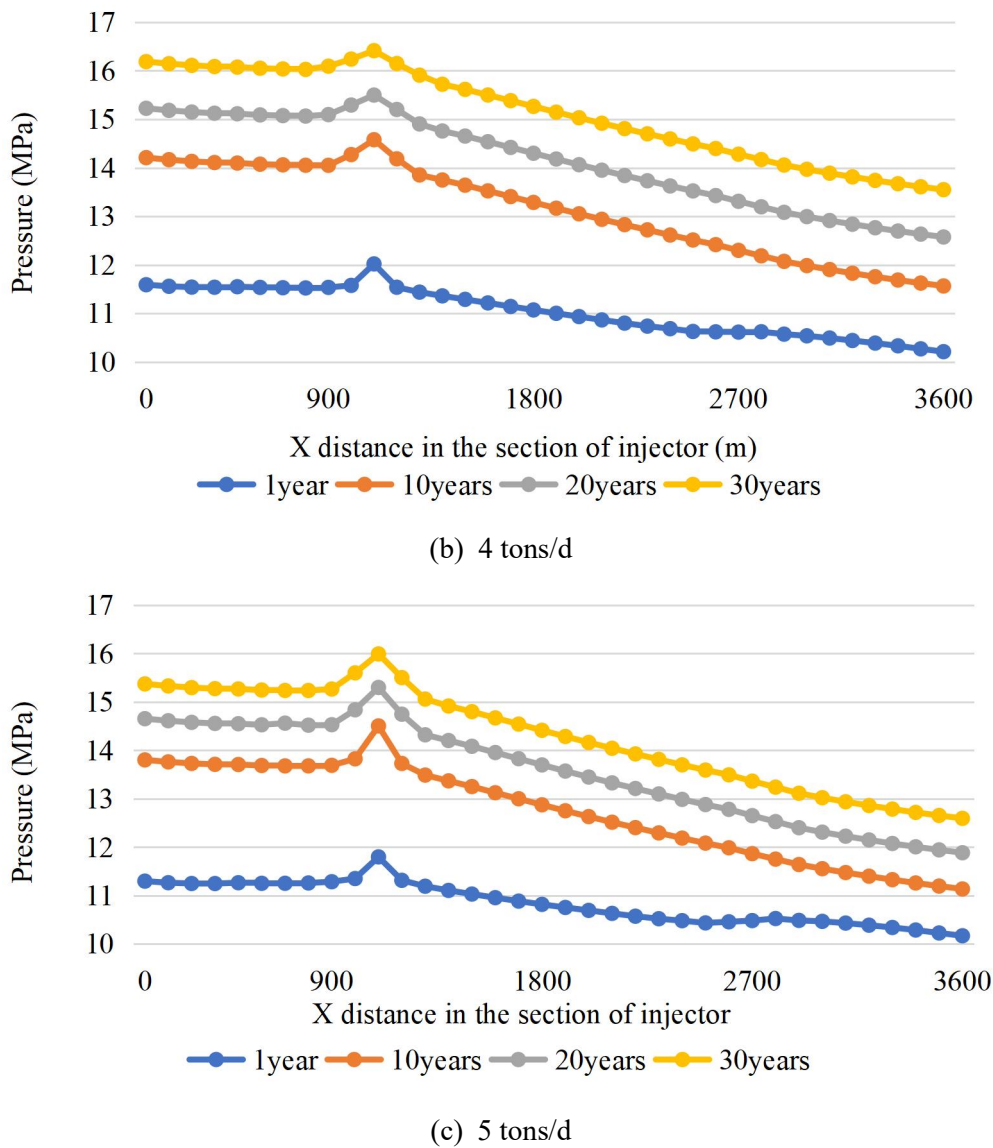 17
16
15
14
13
12
11
10
Pressure (MPa)
0 900 1800 2700 3600
X distance in the section of injector (m)
1year 10years 20years 30years
(b) 4 tons/d
17
16
15
14
13
12
11
10
Pressure (MPa)
0 900 1800 2700 3600
X distance in the section of injector
1year 10years 20years 30years
(c) 5 tons/d